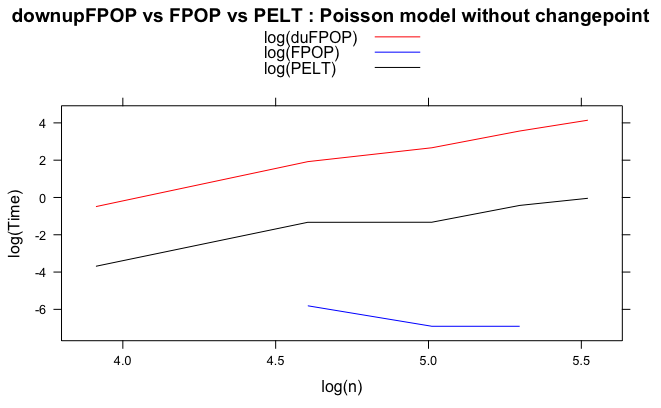 downupFPOP vs FPOP vs PELT : Poisson model without changepoint
log(duFPOP)
log(FPOP)
log(PELT)
4
2
0
-2
-4
-6
log(Time)
4.0 4.5 5.0 5.5
log(n)